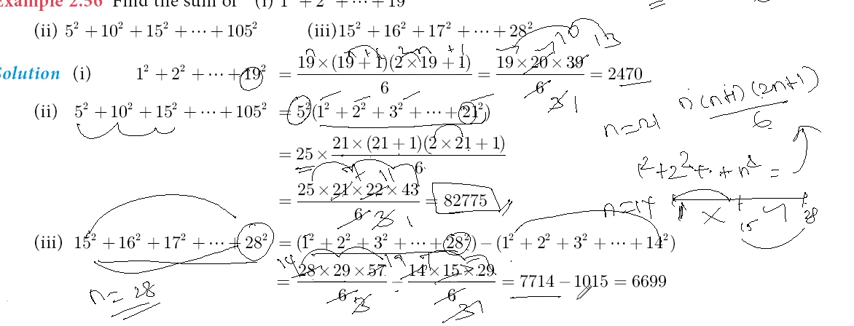 Example 2.56 Find the sum of (i) 1² + 2² + ⋯ + 19²
(ii) 5² + 10² + 15² + ⋯ + 105² (iii) 15² + 16² + 17² + ⋯ + 28²
Solution (i) 1² + 2² + ⋯ + 19² = 19 × (19 + 1)(2 × 19 + 1) / 6 = 19 × 20 × 39 / 6 = 2470
(ii) 5² + 10² + 15² + ⋯ + 105² = 5²(1² + 2² + 3² + ⋯ + 21²)
n=21 n(n+1)(2n+1) / 6
= 25 × 21 × (21 + 1)(2 × 21 + 1) / 6
1²+2²+⋯+n² =
= 25 × 21 × 22 × 43 / 6 = 82775
n=14
(iii) 15² + 16² + 17² + ⋯ + 28² = (1² + 2² + 3² + ⋯ + 28²) − (1² + 2² + 3² + ⋯ + 14²)
= 28 × 29 × 57 / 6 − 14 × 15 × 29 / 6 = 7714 − 1015 = 6699
n= 28